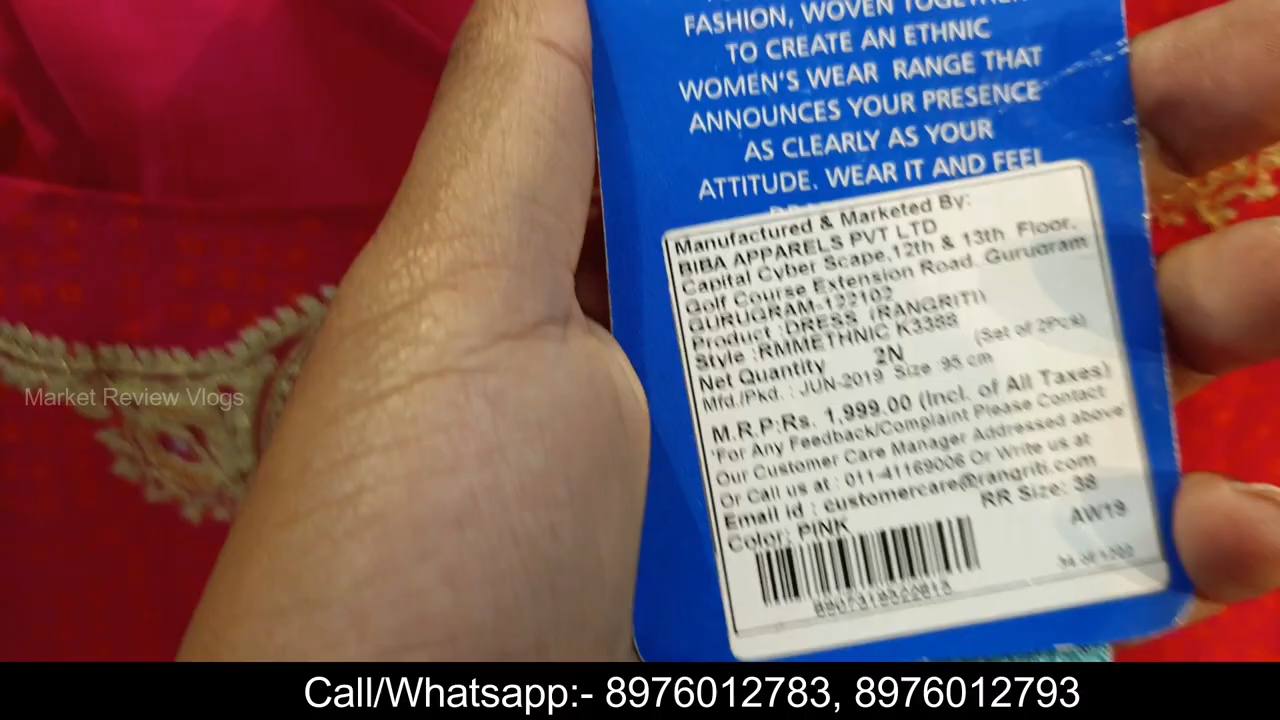 FASHION, WOVEN TOGETHER
TO CREATE AN ETHNIC
WOMEN'S WEAR RANGE THAT
ANNOUNCES YOUR PRESENCE
AS CLEARLY AS YOUR
ATTITUDE. WEAR IT AND FEEL
Manufactured & Marketed By:
BIBA APPARELS PVT LTD
Capital Cyber Scape,12th & 13th Floor,
Golf Course Extension Road, Gurugram
GURUGRAM-122102
Product :DRESS (RANGRITI)
Style :RMMETHNIC K3388
Net Quantity 2N (Set of 2Pcs)
Mfd./Pkd. : JUN-2019 Size :95 cm
M.R.P:Rs. 1,999.00 (Incl. of All Taxes)
'For Any Feedback/Complaint Please Contact
Our Customer Care Manager Addressed above
Or Call us at : 011-41169006 Or Write us at
Email id : customercare@rangriti.com
Color: PINK RR Size: 38
AW19
Market Review Vlogs
Call/Whatsapp:- 8976012783, 8976012793